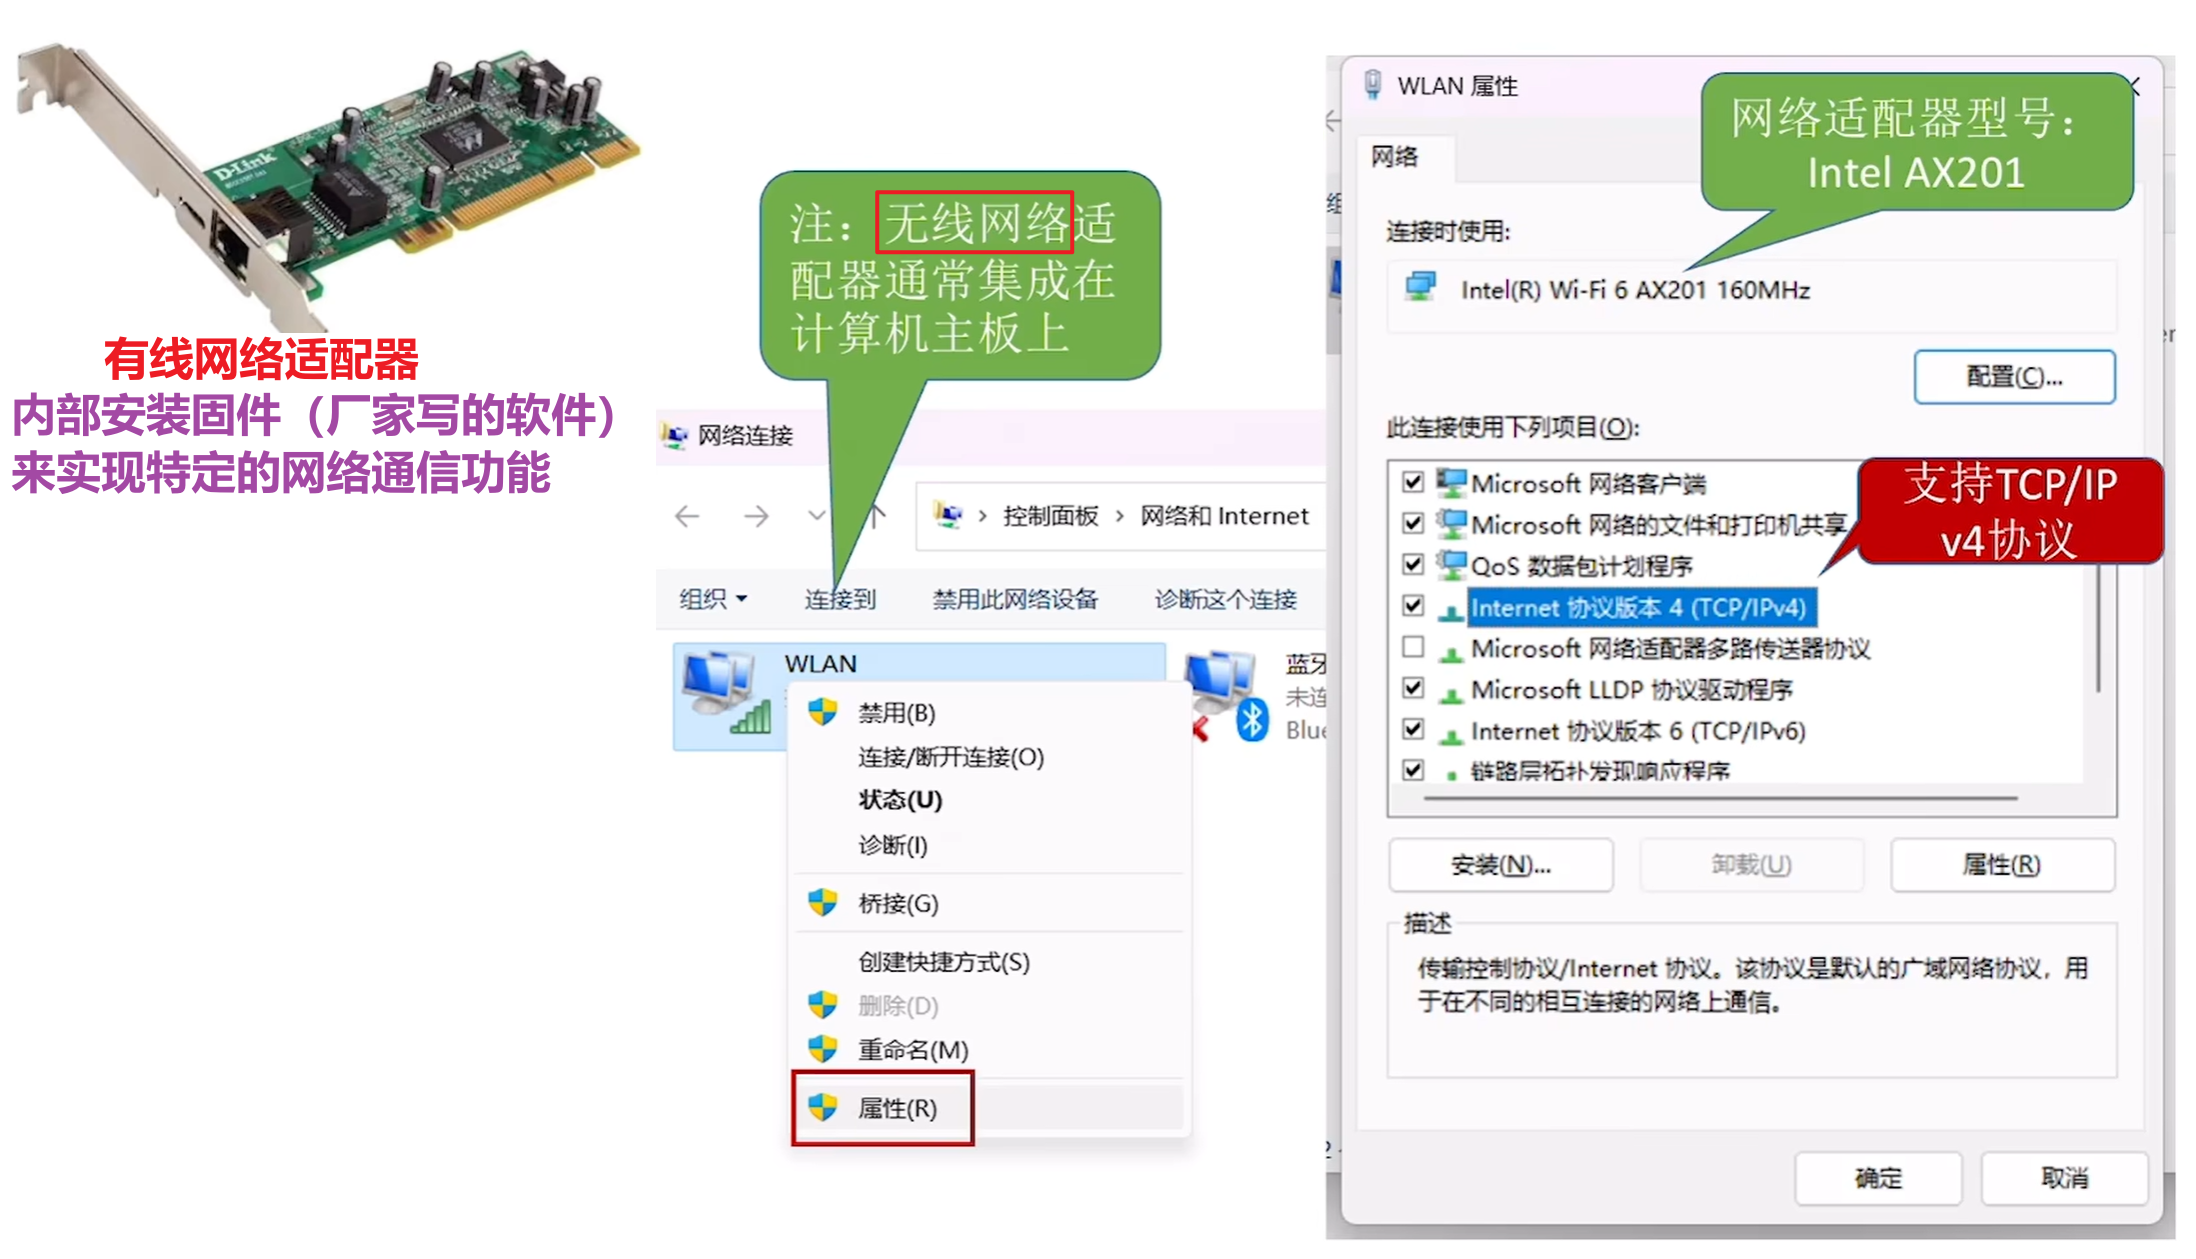 D-Link
有线网络适配器
内部安装固件（厂家写的软件）
来实现特定的网络通信功能
注：无线网络适
配器通常集成在
计算机主板上
网络连接
控制面板 > 网络和 Internet
组织 连接到 禁用此网络设备 诊断这个连接
WLAN
禁用(B)
连接/断开连接(O)
状态(U)
诊断(I)
桥接(G)
创建快捷方式(S)
删除(D)
重命名(M)
属性(R)
蓝牙
未连
Blue
WLAN 属性
网络适配器型号：
Intel AX201
网络
连接时使用:
Intel(R) Wi-Fi 6 AX201 160MHz
配置(C)...
此连接使用下列项目(O):
Microsoft 网络客户端
Microsoft 网络的文件和打印机共享
QoS 数据包计划程序
Internet 协议版本 4 (TCP/IPv4)
Microsoft 网络适配器多路传送器协议
Microsoft LLDP 协议驱动程序
Internet 协议版本 6 (TCP/IPv6)
链路层拓扑发现响应程序
支持TCP/IP
v4协议
安装(N)...
卸载(U)
属性(R)
描述
传输控制协议/Internet 协议。该协议是默认的广域网络协议，用
于在不同的相互连接的网络上通信。
确定
取消